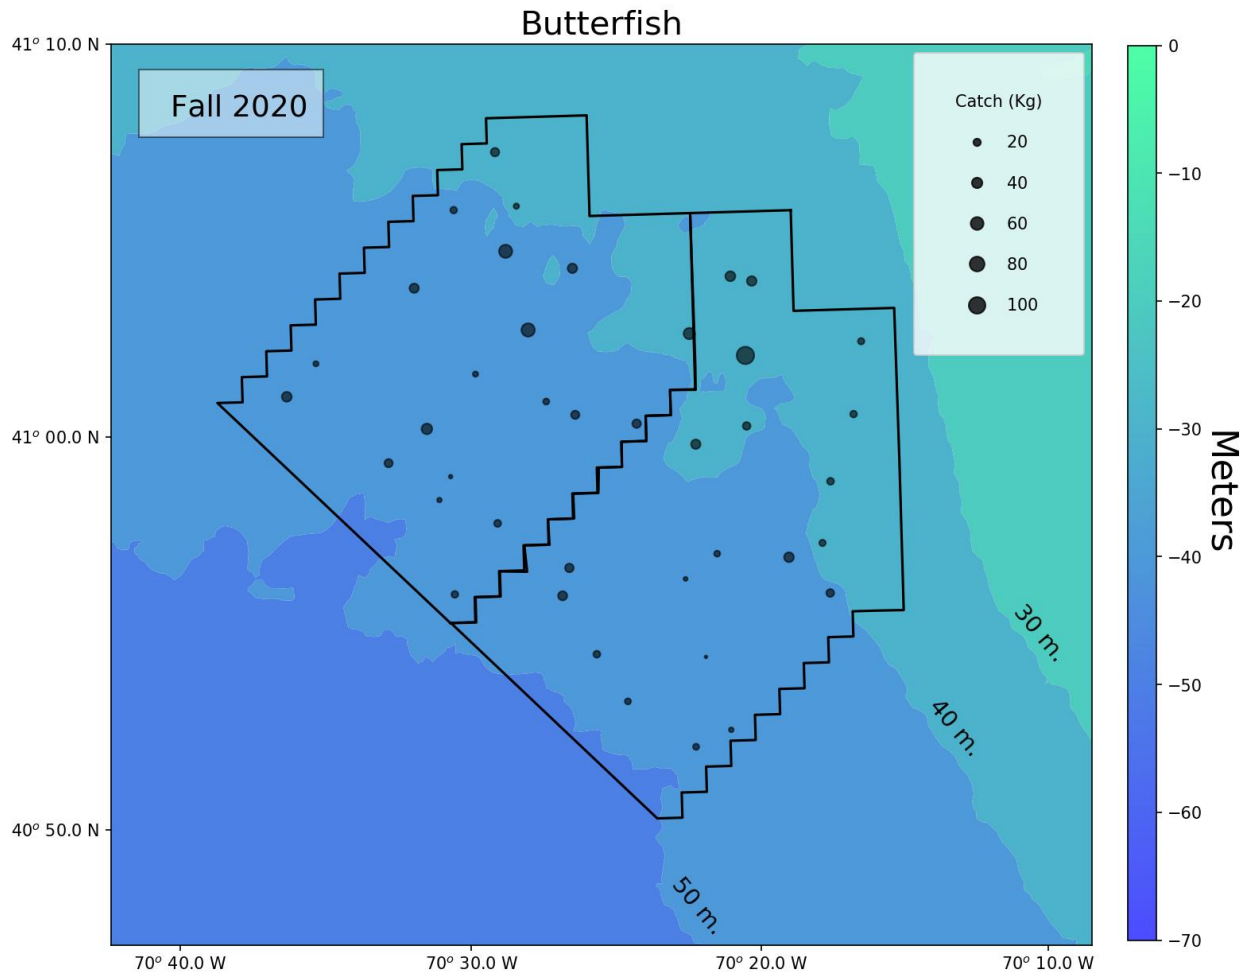 Butterfish
41° 10.0 N
Fall 2020
Catch (Kg)
20
40
60
80
100
41° 00.0 N
40° 50.0 N
30 m.
40 m.
50 m.
70° 40.0 W
70° 30.0 W
70° 20.0 W
70° 10.0 W
0
−10
−20
−30
−40
−50
−60
−70
Meters